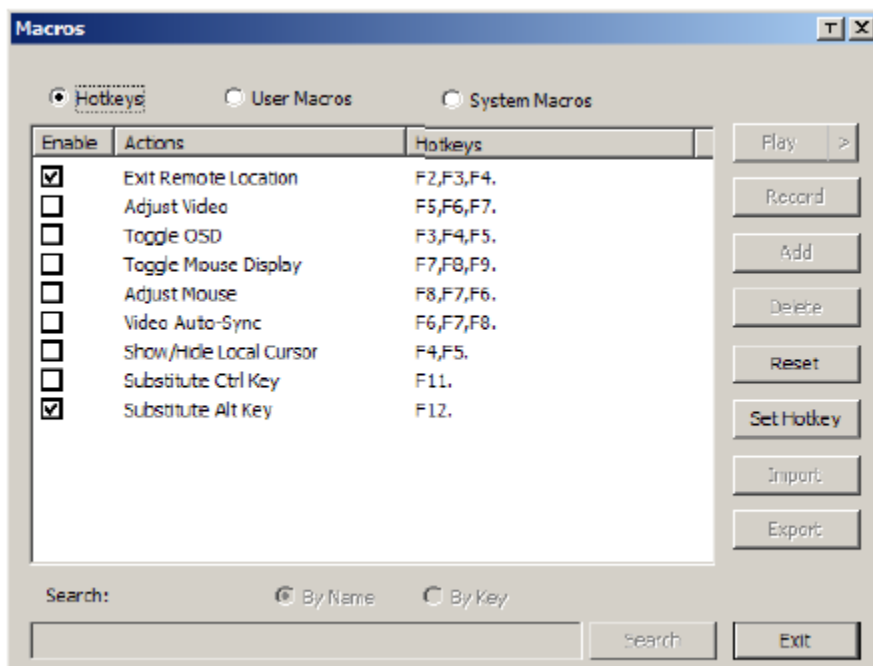 Macros
Hotkeys User Macros System Macros
Enable Actions Hotkeys
Exit Remote Location F2,F3,F4.
Adjust Video F5,F6,F7.
Toggle OSD F3,F4,F5.
Toggle Mouse Display F7,F8,F9.
Adjust Mouse F8,F7,F6.
Video Auto-Sync F6,F7,F8.
Show/Hide Local Cursor F4,F5.
Substitute Ctrl Key F11.
Substitute Alt Key F12.
Play >
Record
Add
Delete
Reset
Set Hotkey
Import
Export
Search: By Name By Key
Search Exit